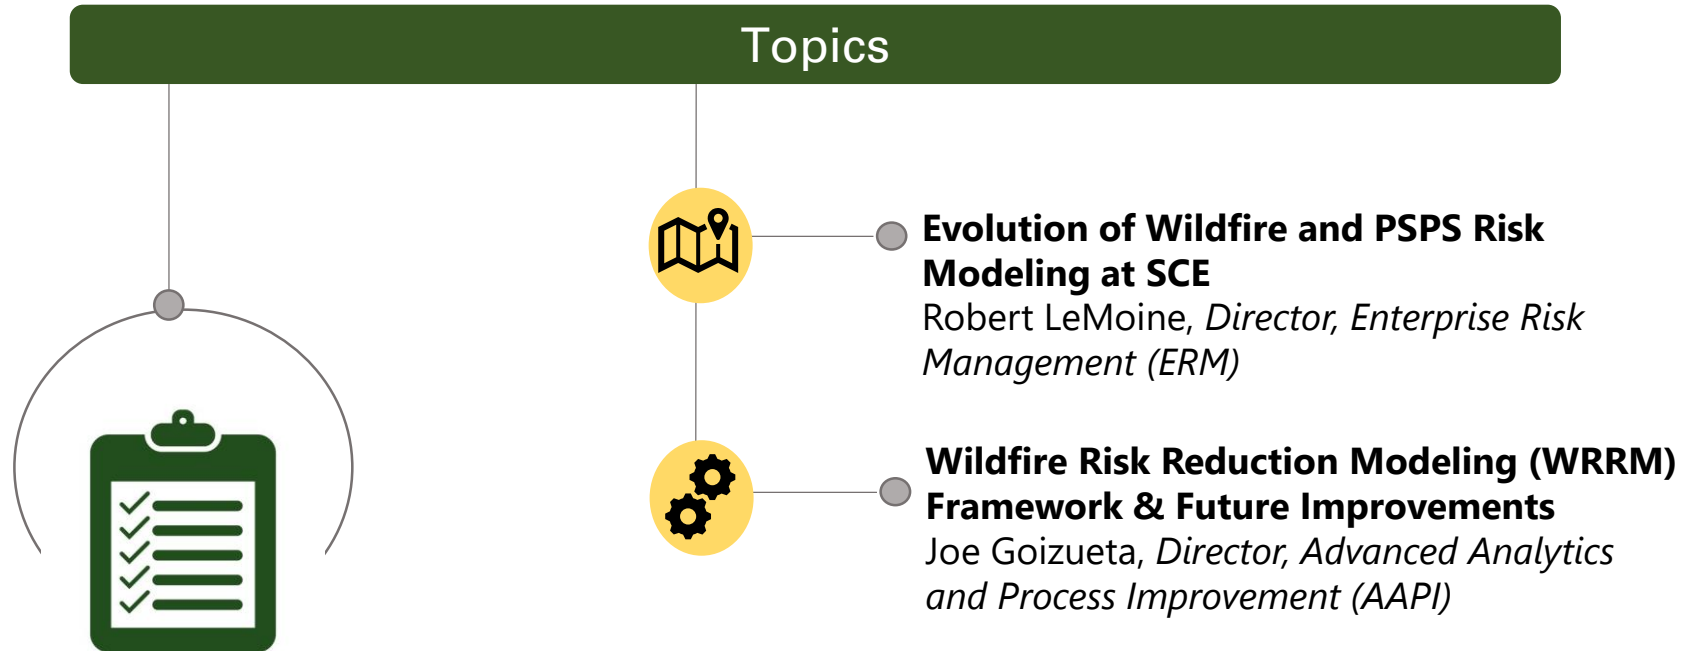 Topics
Evolution of Wildfire and PSPS Risk
Modeling at SCE
Robert LeMoine, Director, Enterprise Risk
Management (ERM)
Wildfire Risk Reduction Modeling (WRRM)
Framework & Future Improvements
Joe Goizueta, Director, Advanced Analytics
and Process Improvement (AAPI)